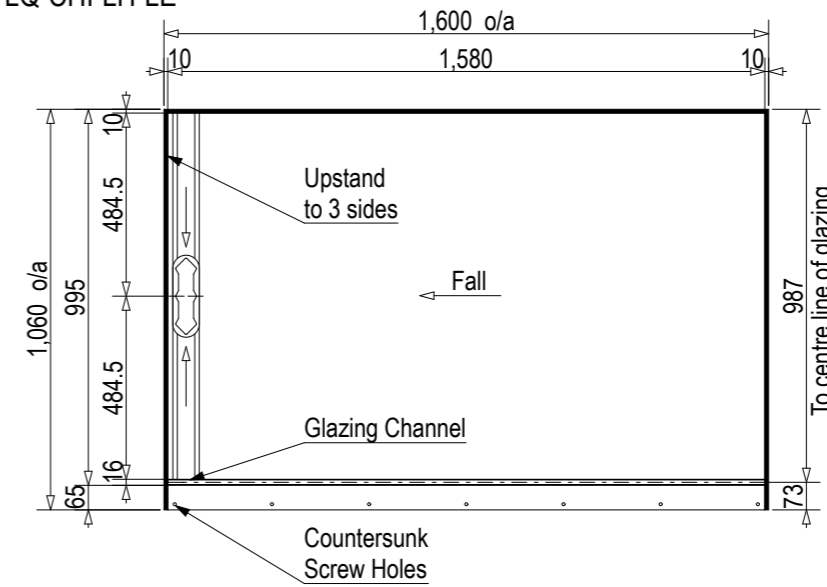 1,600 o/a
10
1,580
10
10
484.5
Upstand
to 3 sides
Fall
1,060 o/a
995
987
To centre line of glazing
484.5
Glazing Channel
16
65
73
Countersunk
Screw Holes